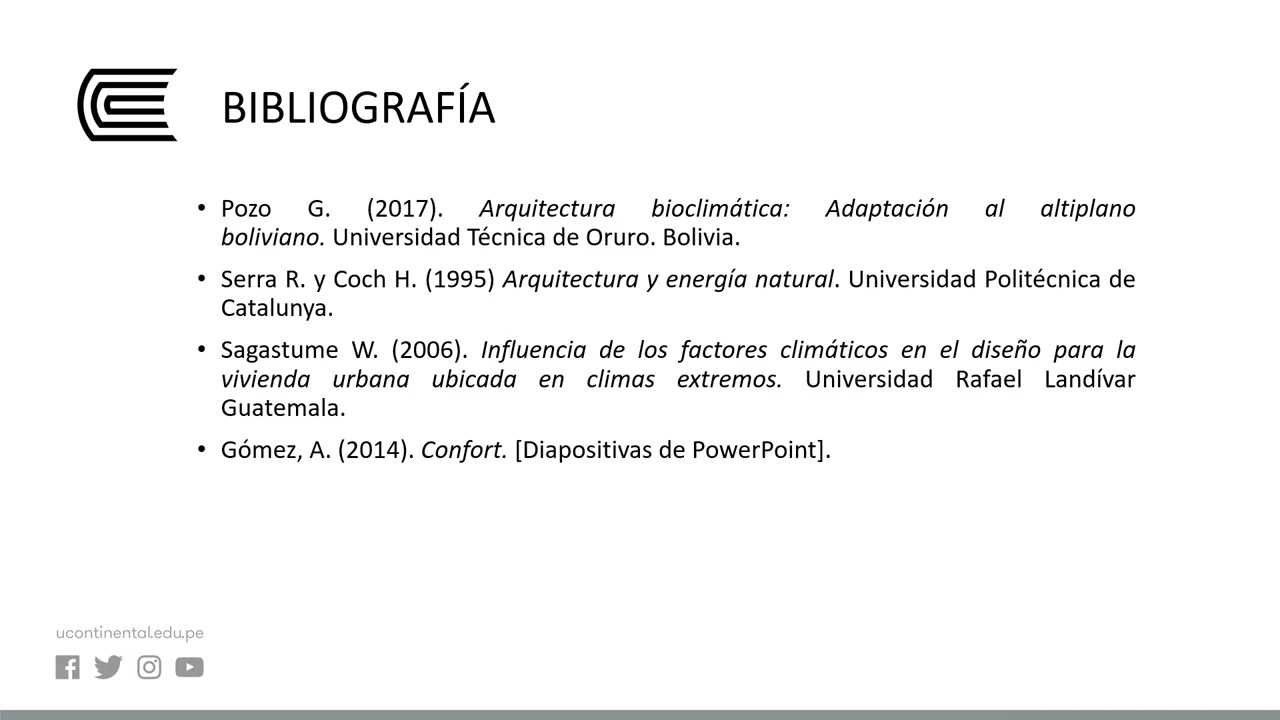 BIBLIOGRAFÍA
• Pozo G. (2017). Arquitectura bioclimática: Adaptación al altiplano
boliviano. Universidad Técnica de Oruro. Bolivia.
• Serra R. y Coch H. (1995) Arquitectura y energía natural. Universidad Politécnica de
Catalunya.
• Sagastume W. (2006). Influencia de los factores climáticos en el diseño para la
vivienda urbana ubicada en climas extremos. Universidad Rafael Landívar
Guatemala.
• Gómez, A. (2014). Confort. [Diapositivas de PowerPoint].
ucontinental.edu.pe